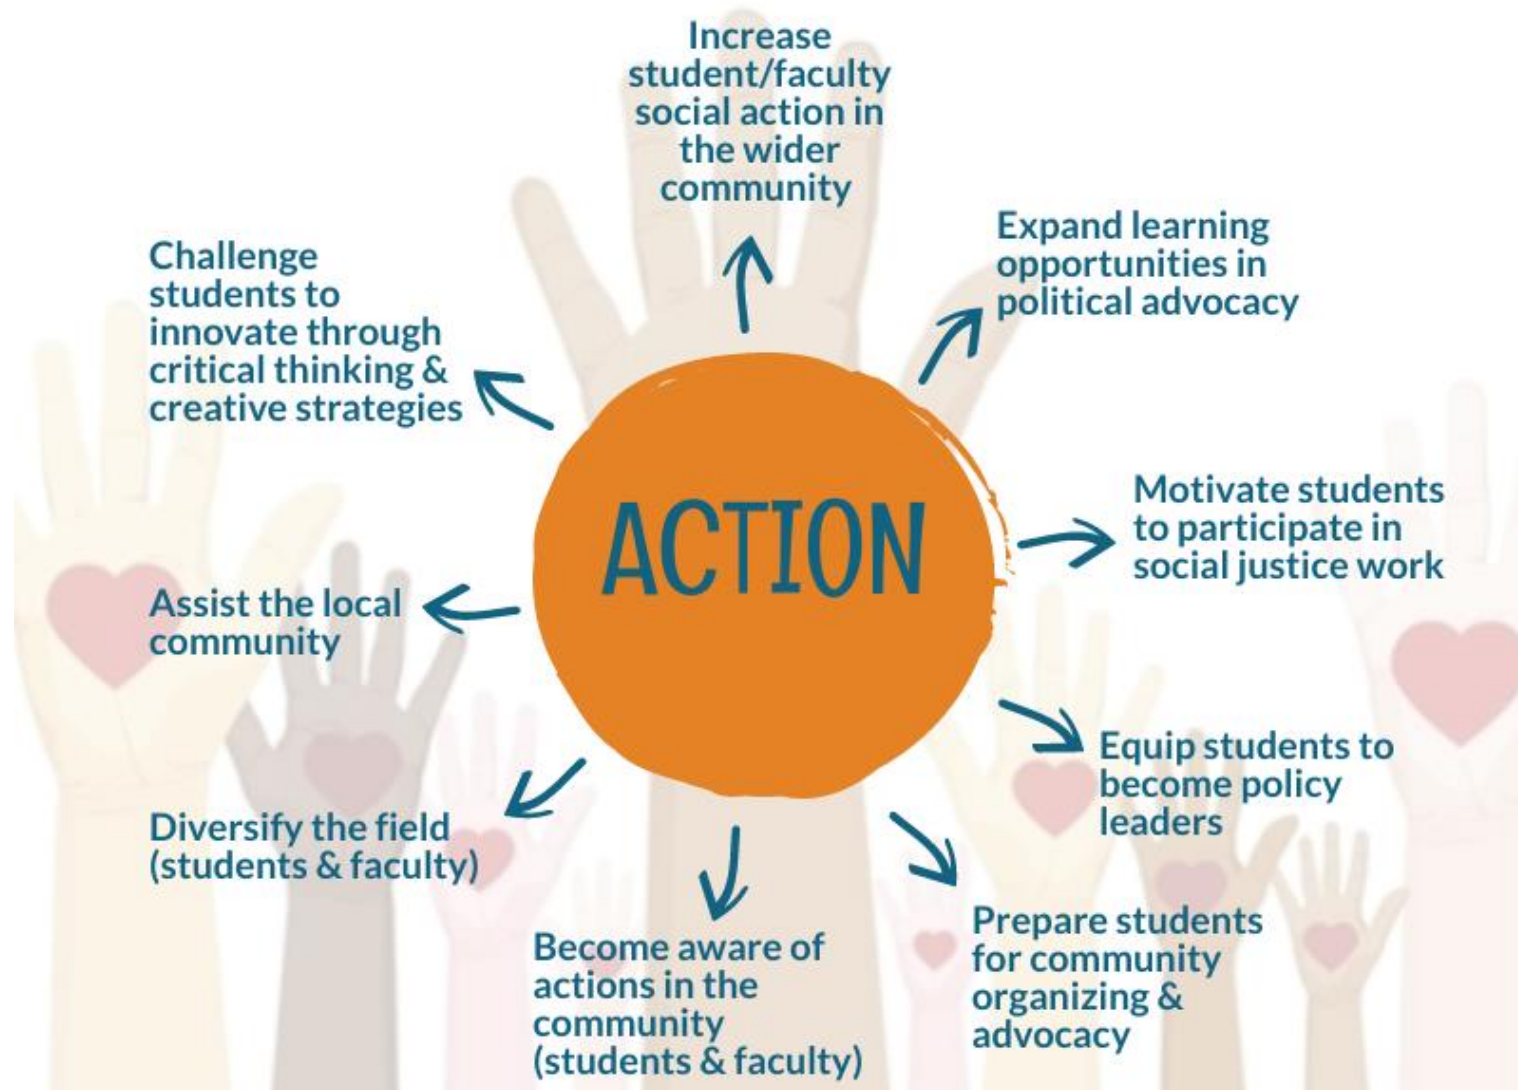 Increase
student/faculty
social action in
the wider
community
Expand learning
opportunities in
political advocacy
Challenge
students to
innovate through
critical thinking &
creative strategies
ACTION
Motivate students
to participate in
social justice work
Assist the local
community
Equip students to
become policy
leaders
Diversify the field
(students & faculty)
Prepare students
for community
organizing &
advocacy
Become aware of
actions in the
community
(students & faculty)